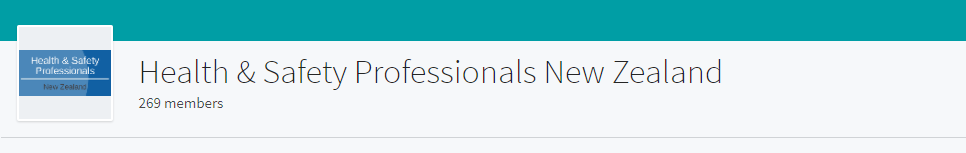 Health & Safety
Professionals
New Zealand
Health & Safety Professionals New Zealand
269 members